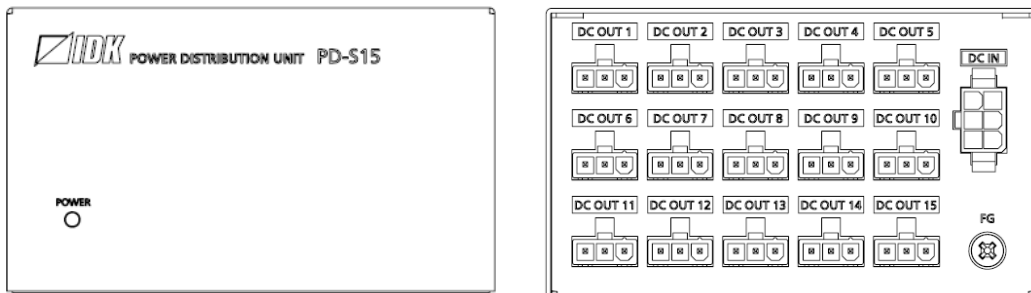 IDK POWER DISTRIBUTION UNIT PD-S15
POWER
DC OUT 1 DC OUT 2 DC OUT 3 DC OUT 4 DC OUT 5
DC IN
DC OUT 6 DC OUT 7 DC OUT 8 DC OUT 9 DC OUT 10
DC OUT 11 DC OUT 12 DC OUT 13 DC OUT 14 DC OUT 15
FG